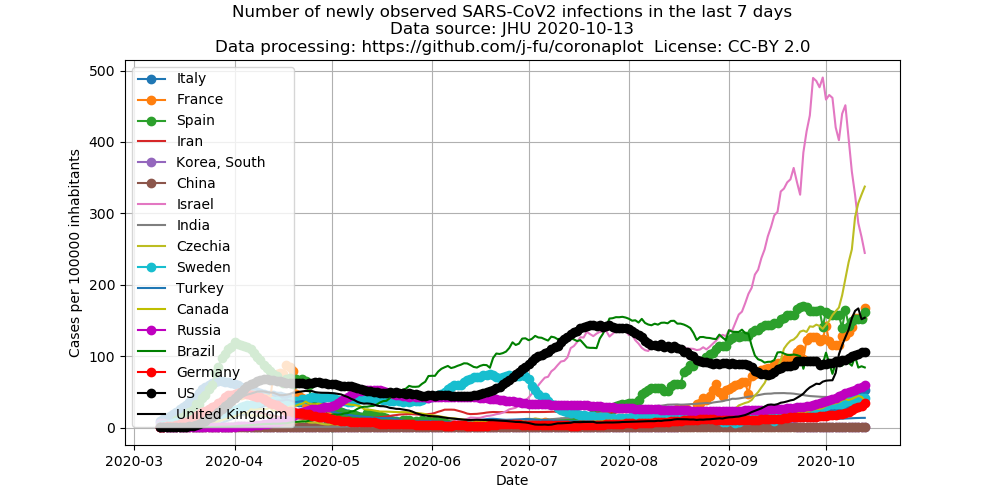 Number of newly observed SARS-CoV2 infections in the last 7 days
Data source: JHU 2020-10-13
Data processing: https://github.com/j-fu/coronaplot License: CC-BY 2.0
500
400
300
200
100
0
Cases per 100000 inhabitants
Italy
France
Spain
Iran
Korea, South
China
Israel
India
Czechia
Sweden
Turkey
Canada
Russia
Brazil
Germany
US
United Kingdom
2020-03
2020-04
2020-05
2020-06
2020-07
2020-08
2020-09
2020-10
Date